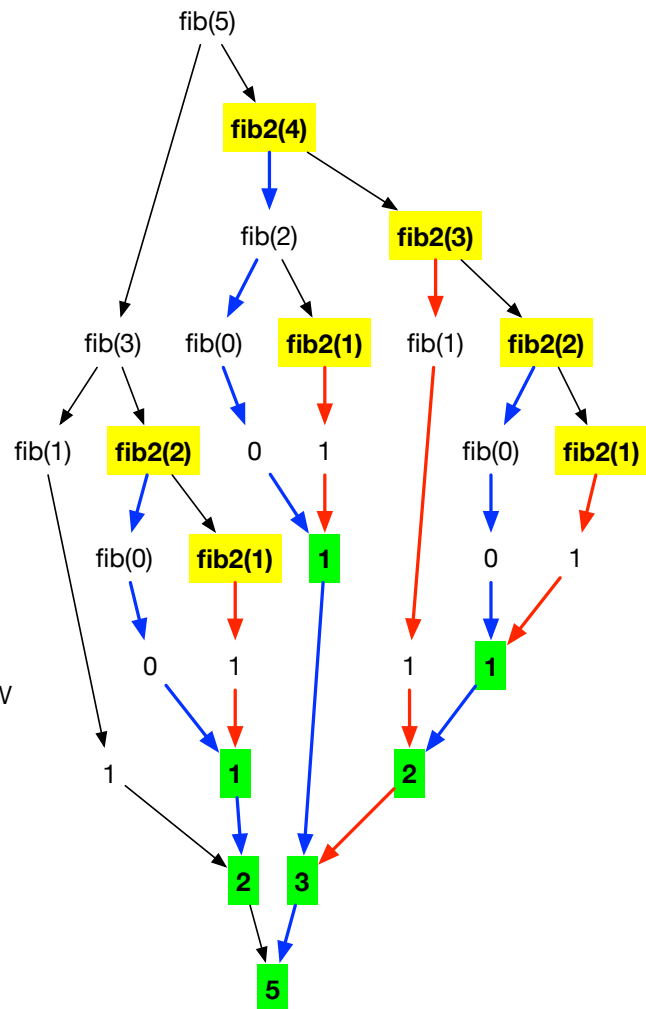 fib(5)
fib2(4)
fib(2) fib2(3)
fib(3) fib(0) fib2(1) fib(1) fib2(2)
fib(1) fib2(2) 0 1 fib(0) fib2(1)
fib(0) fib2(1) 1 0 1
0 1 1 1
1 1 2
2 3
5